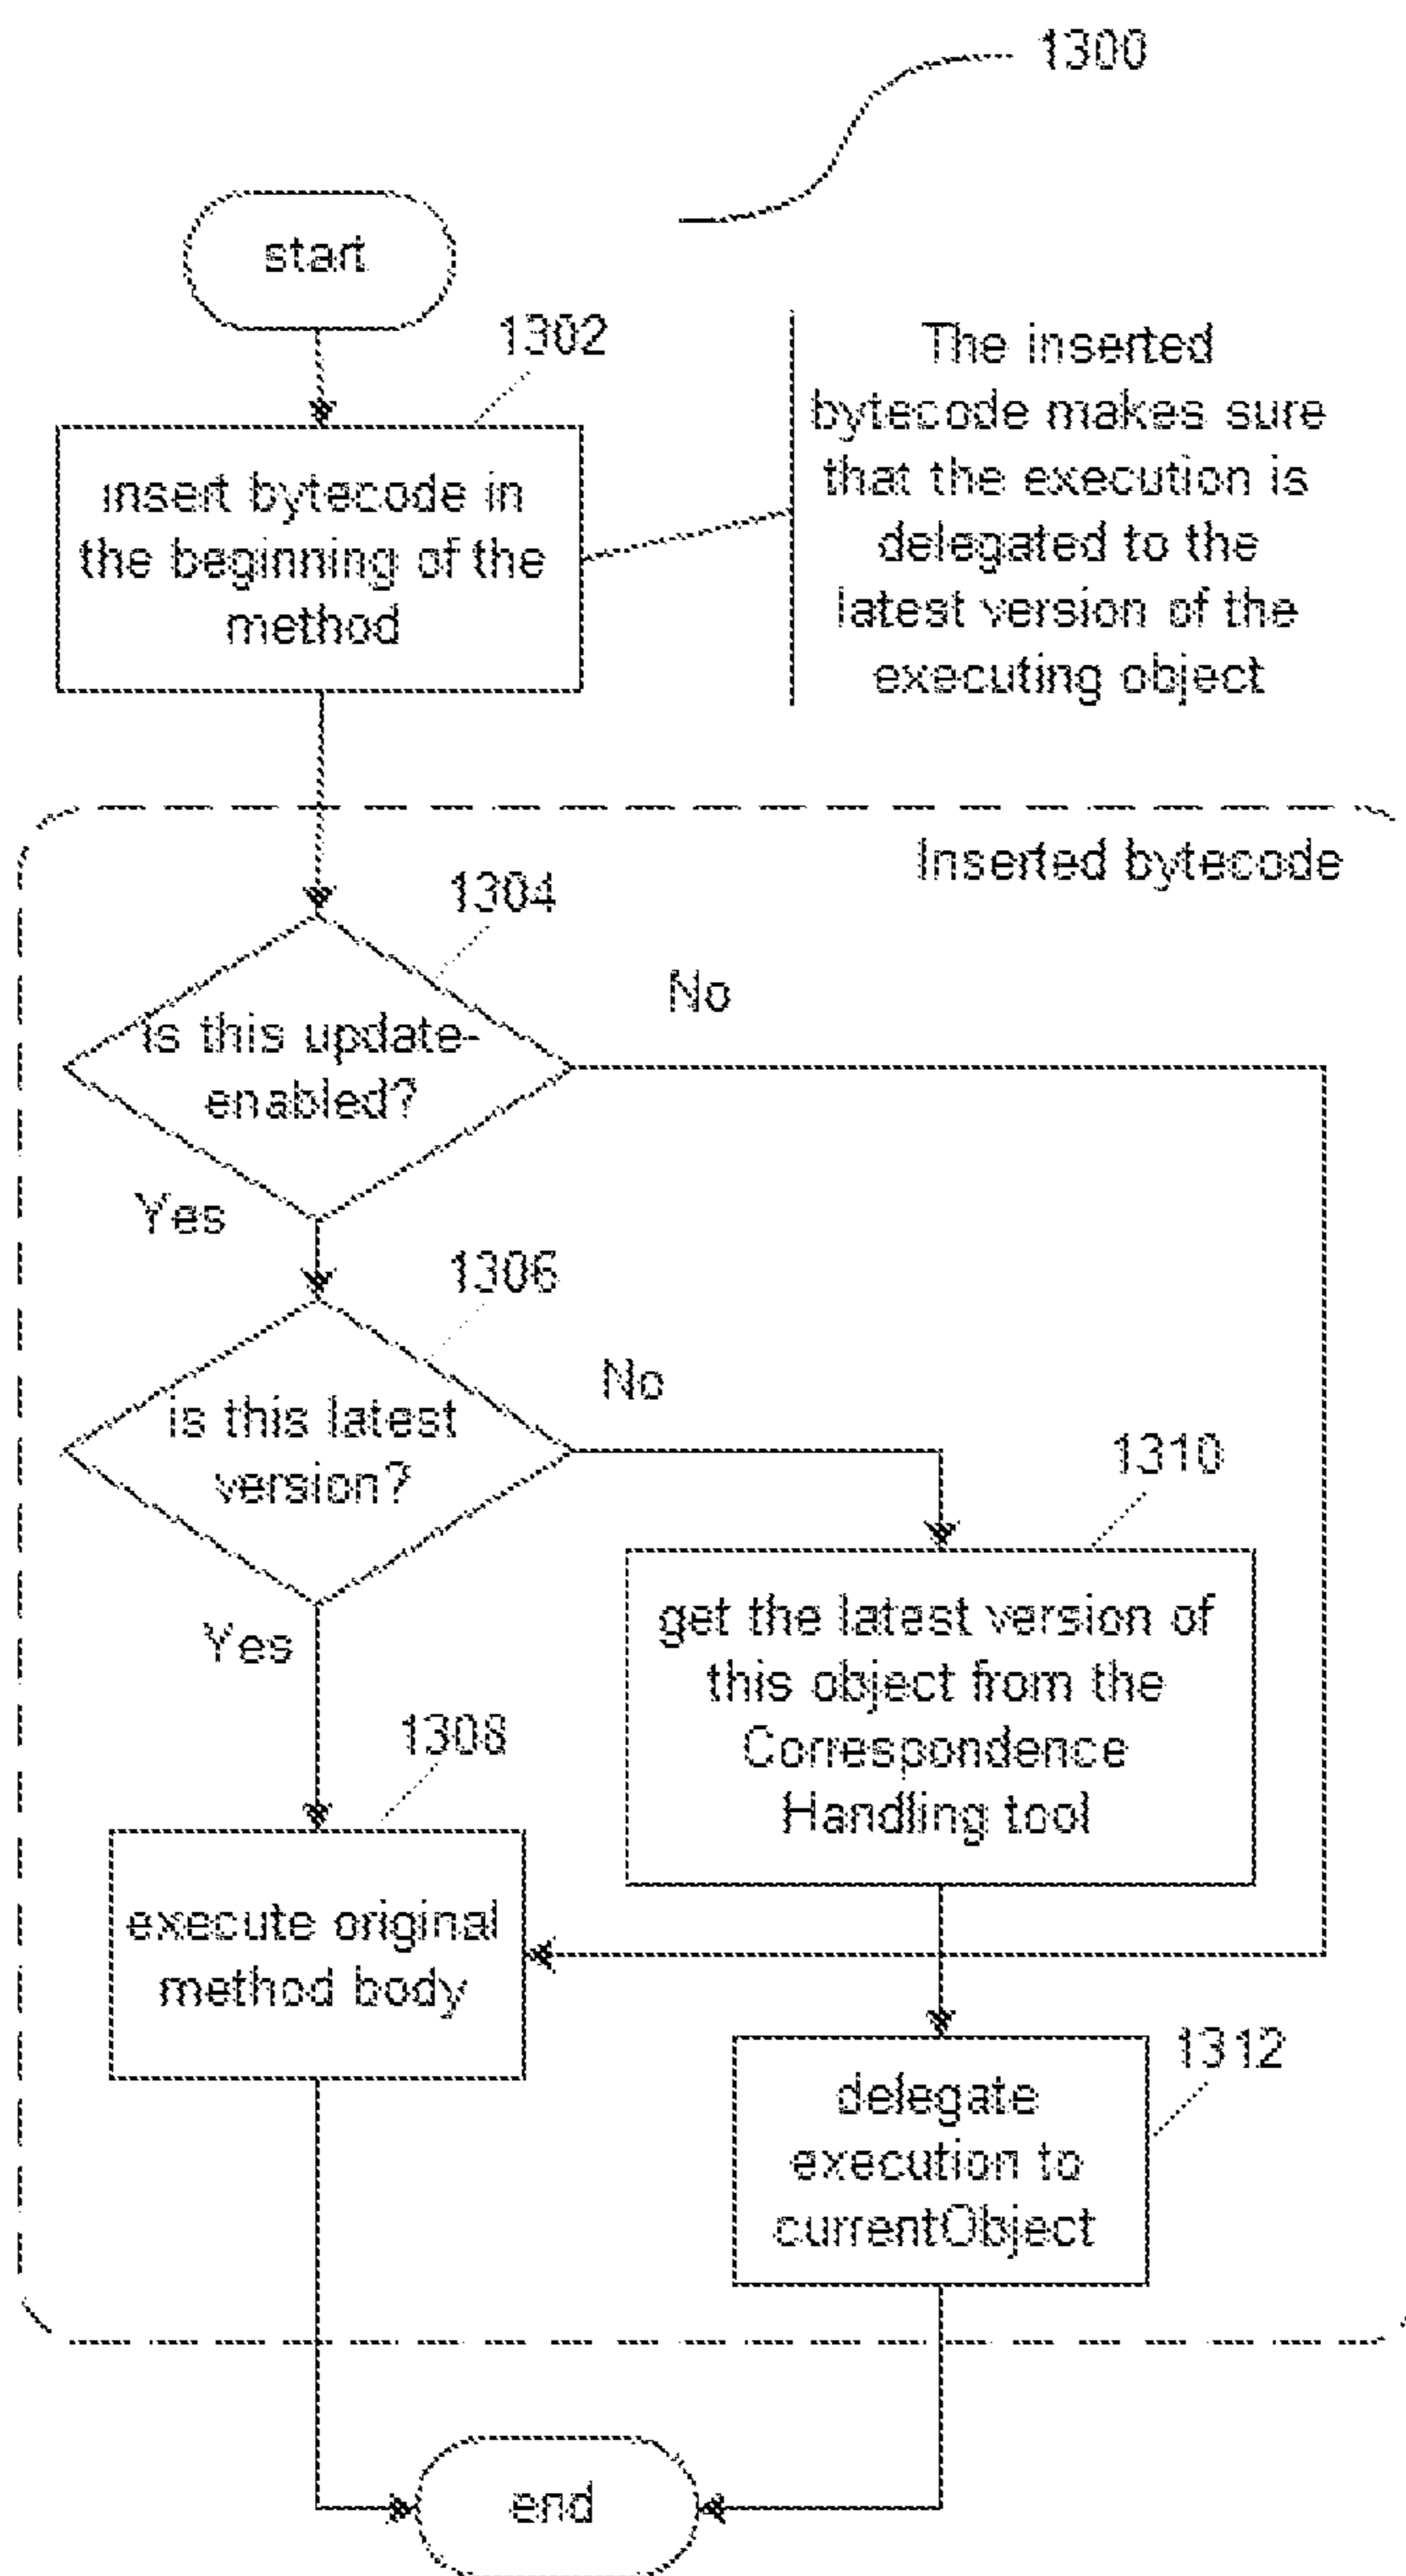 1300
start
1302
insert bytecode in
the beginning of the
method
The inserted
bytecode makes sure
that the execution is
delegated to the
latest version of the
executing object
Inserted bytecode
1304
is this update-
enabled?
No
Yes
1306
is this latest
version?
No
Yes
1310
get the latest version of
this object from the
Correspondence
Handling tool
1308
execute original
method body
1312
delegate
execution to
currentObject
end